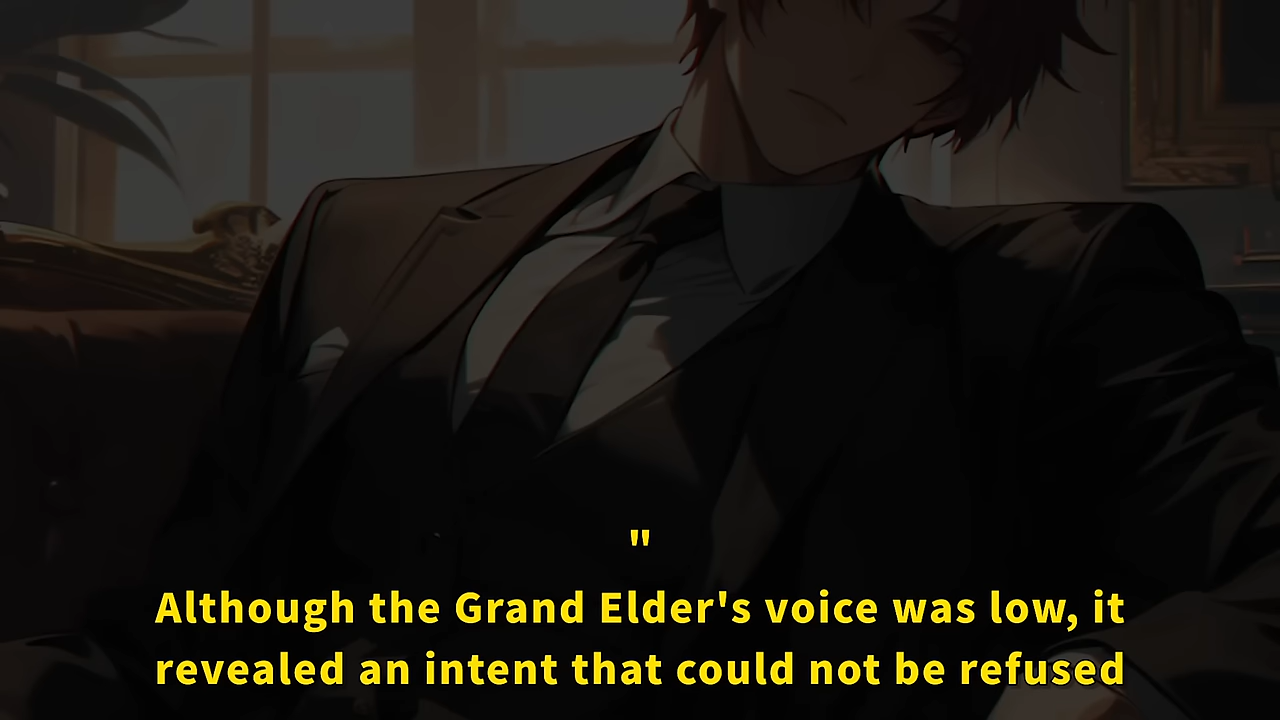 "
Although the Grand Elder's voice was low, it
revealed an intent that could not be refused